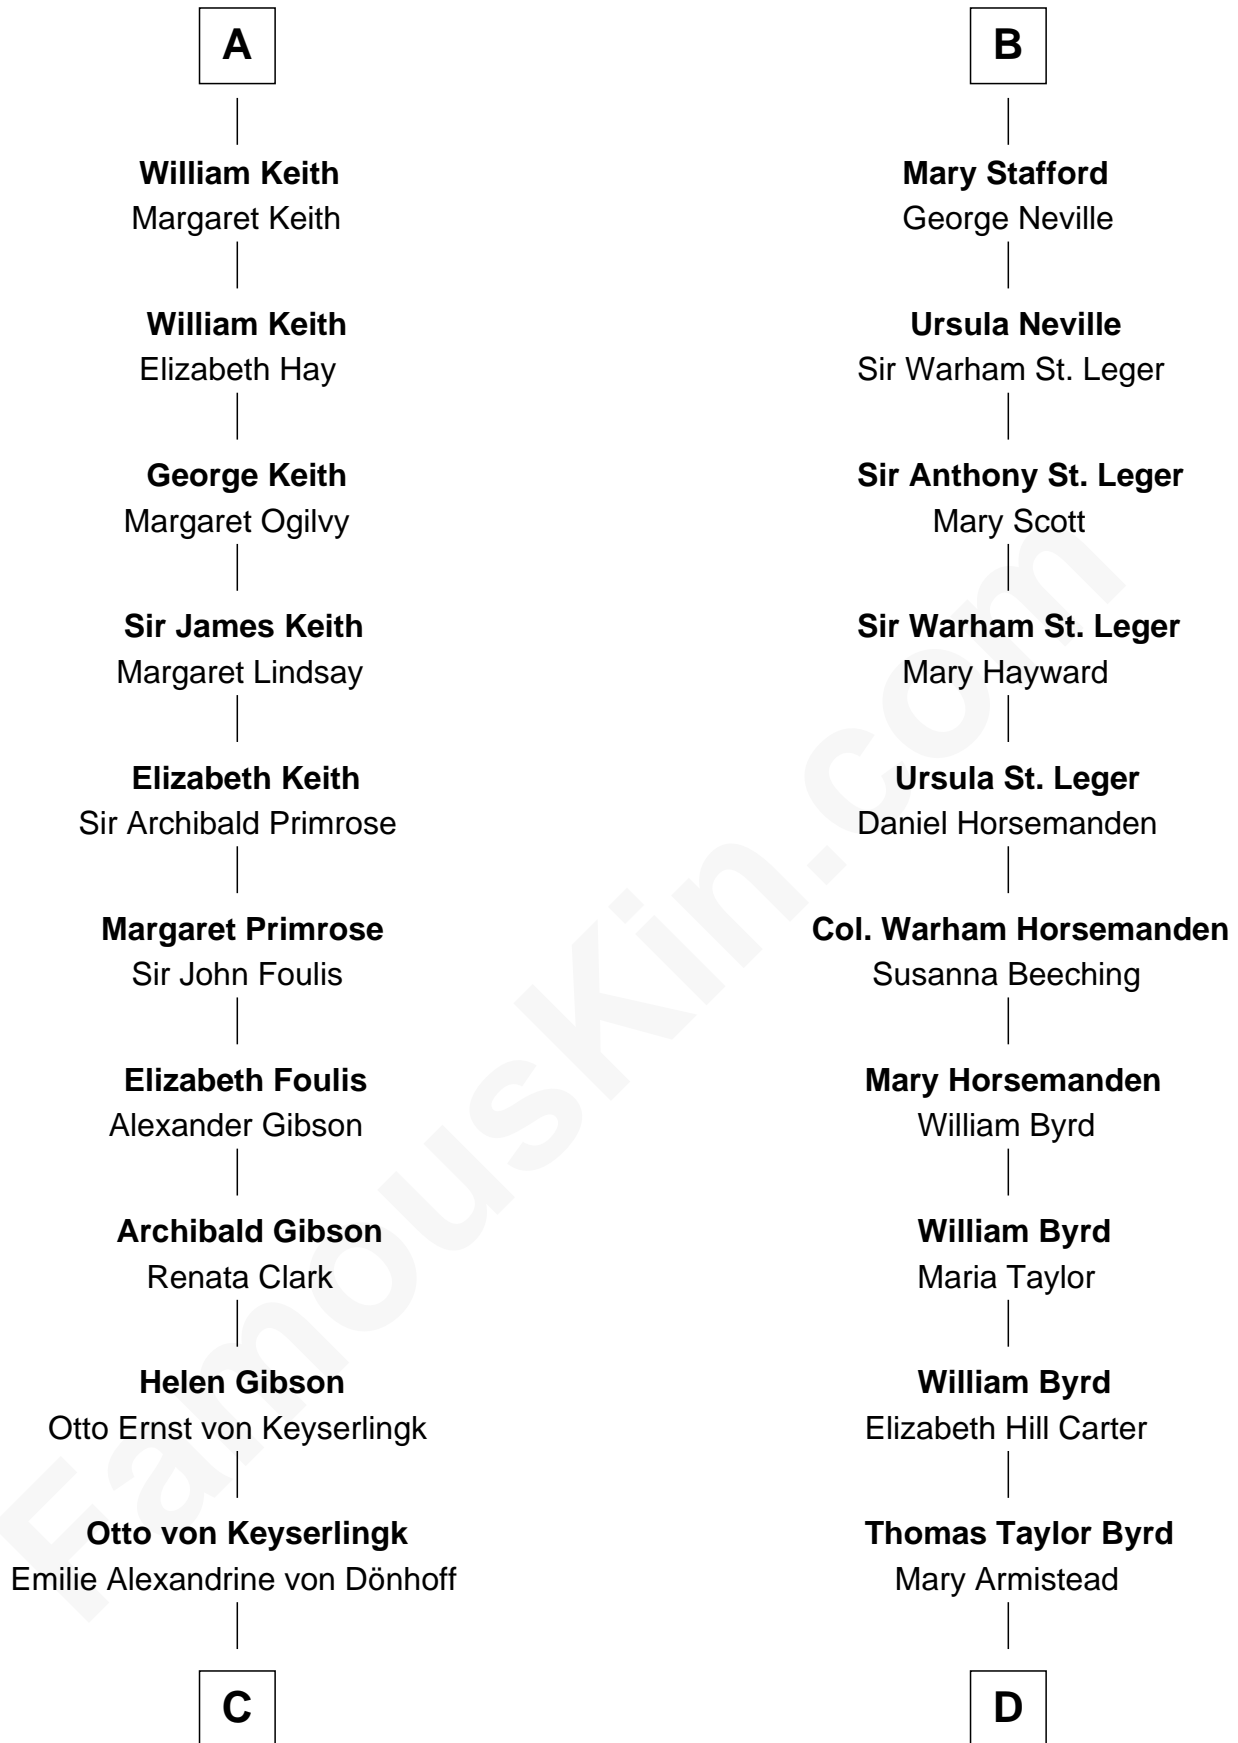 A
William Keith
Margaret Keith
William Keith
Elizabeth Hay
George Keith
Margaret Ogilvy
Sir James Keith
Margaret Lindsay
Elizabeth Keith
Sir Archibald Primrose
Margaret Primrose
Sir John Foulis
Elizabeth Foulis
Alexander Gibson
Archibald Gibson
Renata Clark
Helen Gibson
Otto Ernst von Keyserlingk
Otto von Keyserlingk
Emilie Alexandrine von Dönhoff
C
B
Mary Stafford
George Neville
Ursula Neville
Sir Warham St. Leger
Sir Anthony St. Leger
Mary Scott
Sir Warham St. Leger
Mary Hayward
Ursula St. Leger
Daniel Horsemanden
Col. Warham Horsemanden
Susanna Beeching
Mary Horsemanden
William Byrd
William Byrd
Maria Taylor
William Byrd
Elizabeth Hill Carter
Thomas Taylor Byrd
Mary Armistead
D
FamousKin.com